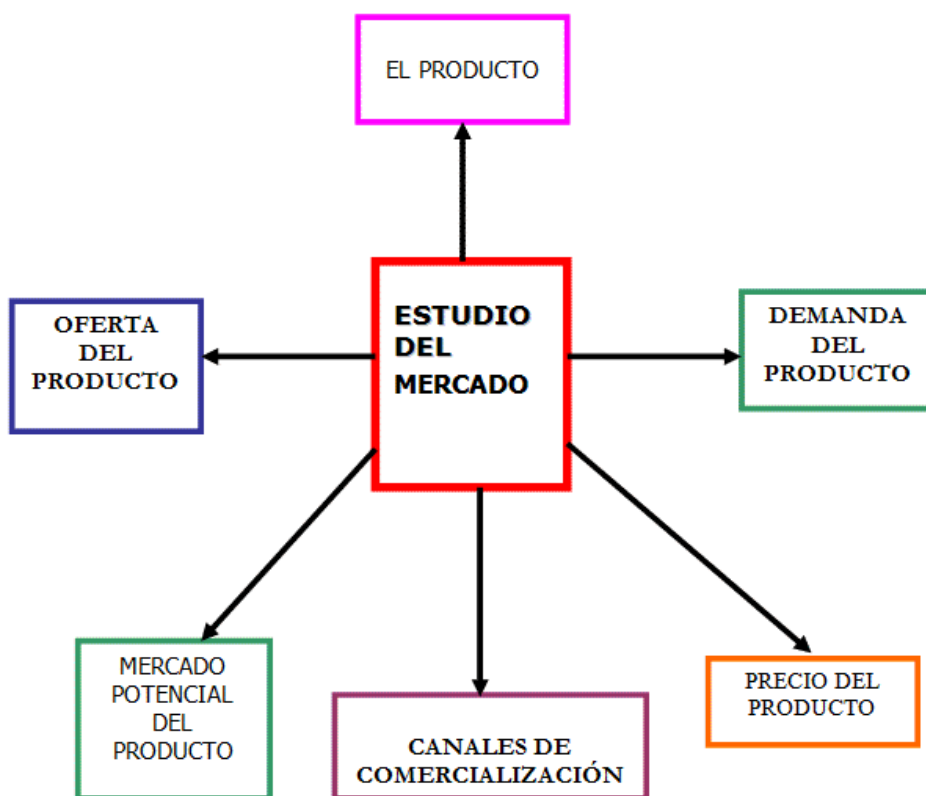 EL PRODUCTO
ESTUDIO
DEL
MERCADO
OFERTA
DEL
PRODUCTO
DEMANDA
DEL
PRODUCTO
MERCADO
POTENCIAL
DEL
PRODUCTO
CANALES DE
COMERCIALIZACIÓN
PRECIO DEL
PRODUCTO